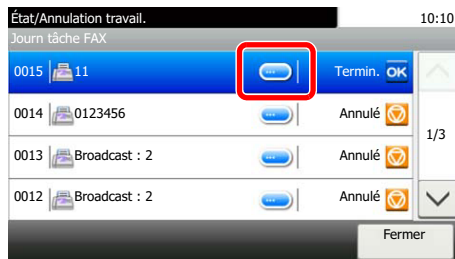 État/Annulation travail. 10:10
Journ tâche FAX
0015 11 ... Termin. OK
0014 0123456 ... Annulé
1/3
0013 Broadcast : 2 ... Annulé
0012 Broadcast : 2 ... Annulé
Fermer